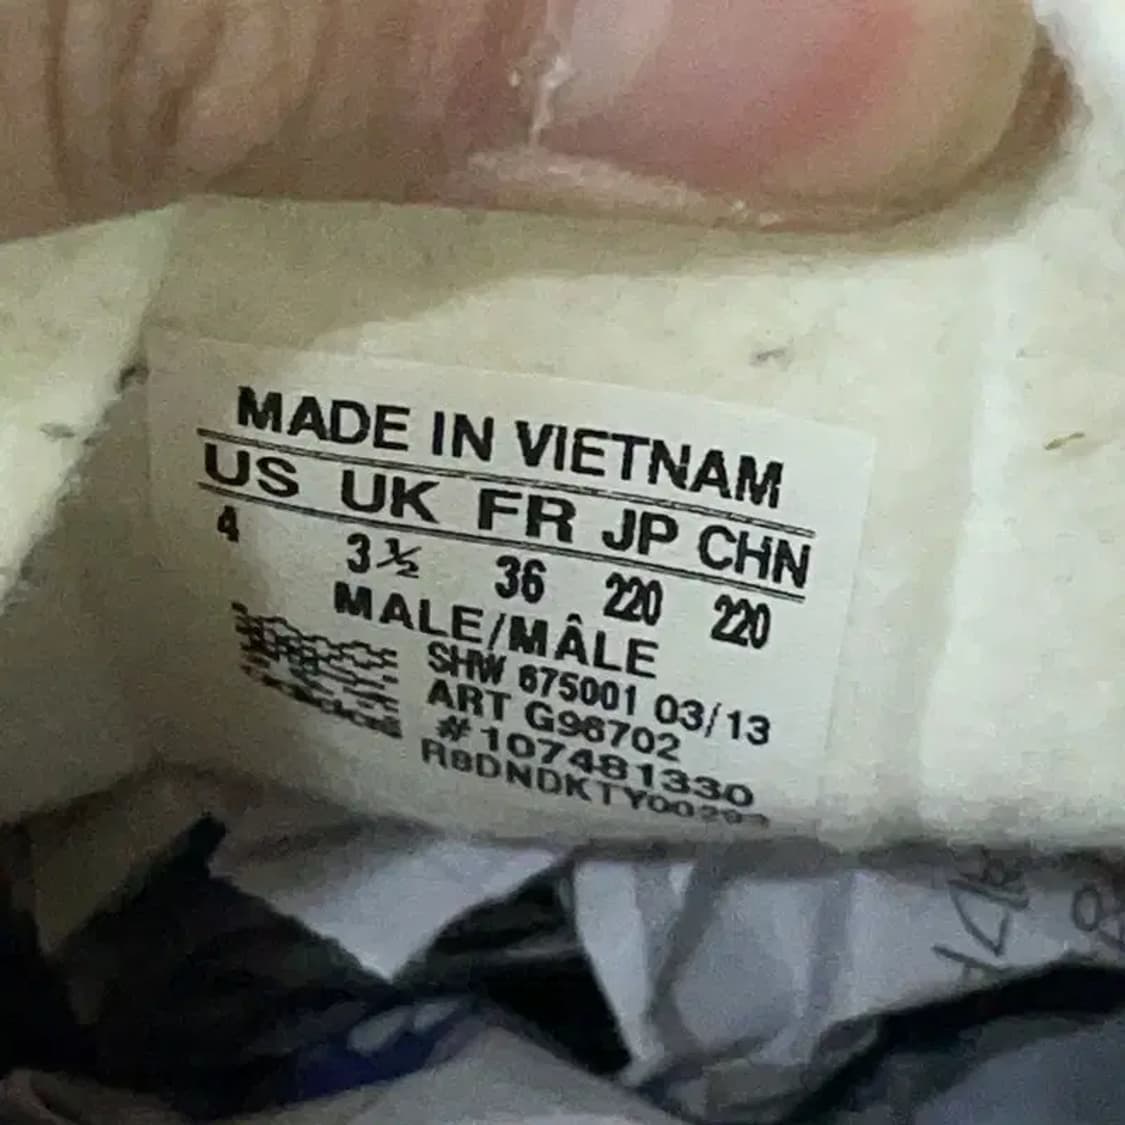 MADE IN VIETNAM
US UK FR JP CHN
4 3½ 36 220 220
MALE/MÂLE
SHW 675001 03/13
ART G96702
#107481330